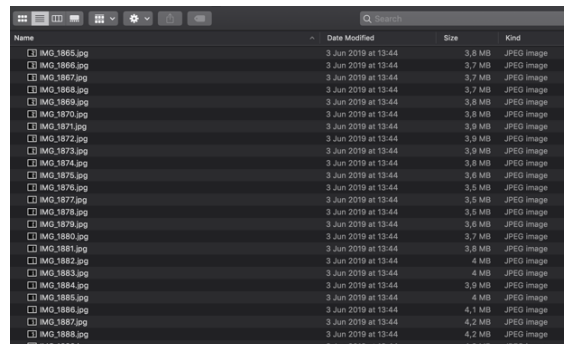 Search
Name Date Modified Size Kind
IMG_1865.jpg 3 Jun 2019 at 13:44 3,8 MB JPEG image
IMG_1866.jpg 3 Jun 2019 at 13:44 3,7 MB JPEG image
IMG_1867.jpg 3 Jun 2019 at 13:44 3,7 MB JPEG image
IMG_1868.jpg 3 Jun 2019 at 13:44 3,7 MB JPEG image
IMG_1869.jpg 3 Jun 2019 at 13:44 3,8 MB JPEG image
IMG_1870.jpg 3 Jun 2019 at 13:44 3,8 MB JPEG image
IMG_1871.jpg 3 Jun 2019 at 13:44 3,9 MB JPEG image
IMG_1872.jpg 3 Jun 2019 at 13:44 3,9 MB JPEG image
IMG_1873.jpg 3 Jun 2019 at 13:44 3,9 MB JPEG image
IMG_1874.jpg 3 Jun 2019 at 13:44 3,8 MB JPEG image
IMG_1875.jpg 3 Jun 2019 at 13:44 3,6 MB JPEG image
IMG_1876.jpg 3 Jun 2019 at 13:44 3,5 MB JPEG image
IMG_1877.jpg 3 Jun 2019 at 13:44 3,5 MB JPEG image
IMG_1878.jpg 3 Jun 2019 at 13:44 3,5 MB JPEG image
IMG_1879.jpg 3 Jun 2019 at 13:44 3,6 MB JPEG image
IMG_1880.jpg 3 Jun 2019 at 13:44 3,7 MB JPEG image
IMG_1881.jpg 3 Jun 2019 at 13:44 3,8 MB JPEG image
IMG_1882.jpg 3 Jun 2019 at 13:44 4 MB JPEG image
IMG_1883.jpg 3 Jun 2019 at 13:44 4 MB JPEG image
IMG_1884.jpg 3 Jun 2019 at 13:44 3,9 MB JPEG image
IMG_1885.jpg 3 Jun 2019 at 13:44 4 MB JPEG image
IMG_1886.jpg 3 Jun 2019 at 13:44 4,1 MB JPEG image
IMG_1887.jpg 3 Jun 2019 at 13:44 4,2 MB JPEG image
IMG_1888.jpg 3 Jun 2019 at 13:44 4,2 MB JPEG image